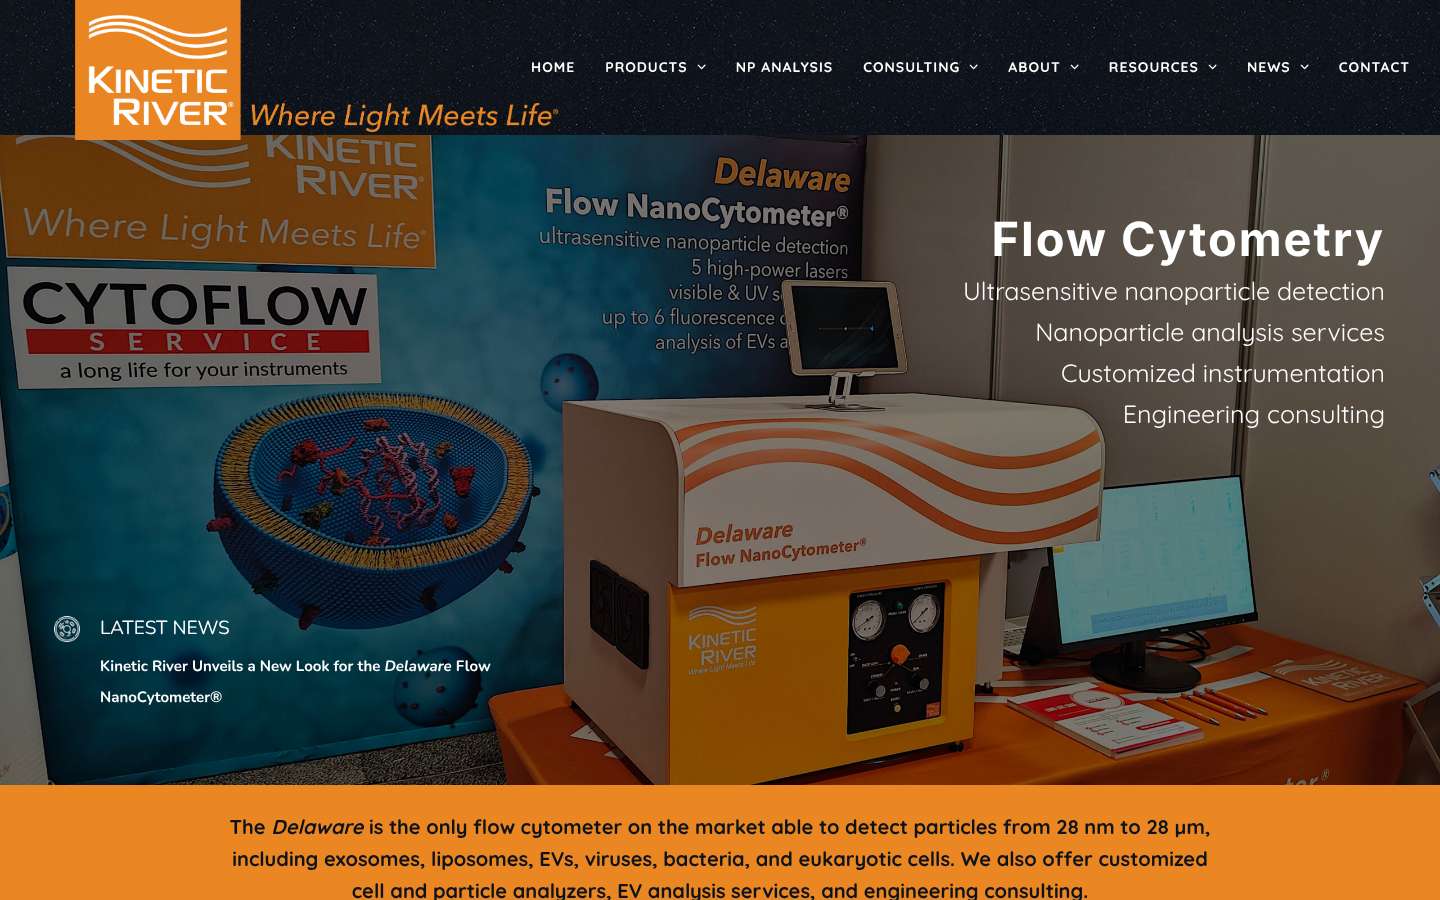 KINETIC
RIVER®
Where Light Meets Life®
HOME
PRODUCTS
NP ANALYSIS
CONSULTING
ABOUT
RESOURCES
NEWS
CONTACT
KINETIC
RIVER®
Where Light Meets Life®
CYTOFLOW
SERVICE
a long life for your instruments
Delaware
Flow NanoCytometer®
ultrasensitive nanoparticle detection
5 high-power lasers
visible & UV
up to 6 fluorescence
analysis of EVs
Flow Cytometry
Ultrasensitive nanoparticle detection
Nanoparticle analysis services
Customized instrumentation
Engineering consulting
Delaware
Flow NanoCytometer®
KINETIC
RIVER
Where Light Meets Life
KINETIC
RIVER
LATEST NEWS
Kinetic River Unveils a New Look for the Delaware Flow
NanoCytometer®
The Delaware is the only flow cytometer on the market able to detect particles from 28 nm to 28 μm,
including exosomes, liposomes, EVs, viruses, bacteria, and eukaryotic cells. We also offer customized
cell and particle analyzers, EV analysis services, and engineering consulting.